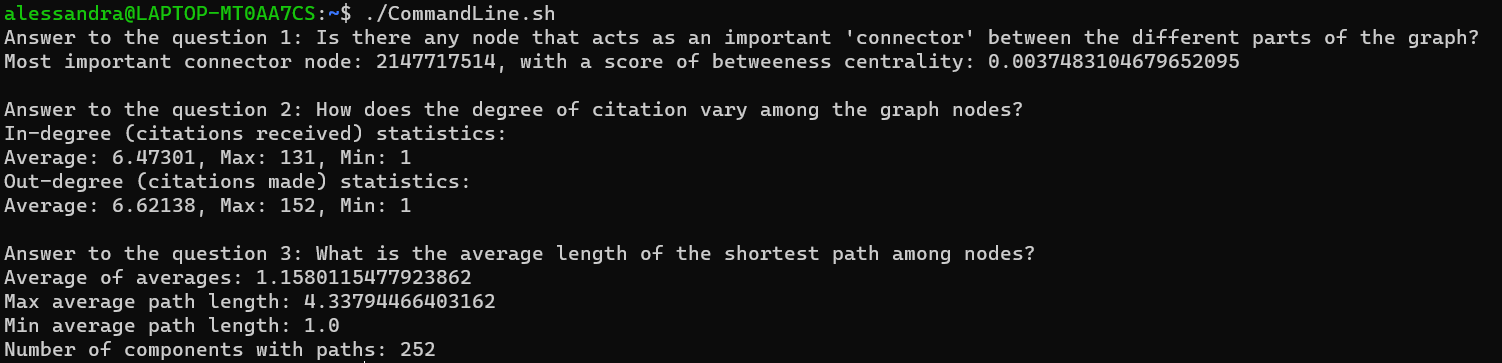 alessandra@LAPTOP-MT0AA7CS:~$ ./CommandLine.sh
Answer to the question 1: Is there any node that acts as an important 'connector' between the different parts of the graph?
Most important connector node: 2147717514, with a score of betweeness centrality: 0.0037483104679652095
Answer to the question 2: How does the degree of citation vary among the graph nodes?
In-degree (citations received) statistics:
Average: 6.47301, Max: 131, Min: 1
Out-degree (citations made) statistics:
Average: 6.62138, Max: 152, Min: 1
Answer to the question 3: What is the average length of the shortest path among nodes?
Average of averages: 1.1580115477923862
Max average path length: 4.33794466403162
Min average path length: 1.0
Number of components with paths: 252